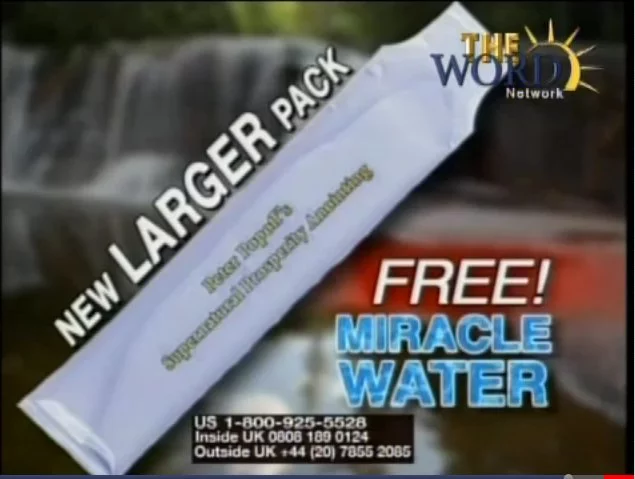 THE
WORD
Network
NEW LARGER PACK
Peter Popoff's
Supernatural Prosperity Anointing
FREE!
MIRACLE
WATER
US 1-800-925-5528
Inside UK 0808 189 0124
Outside UK +44 (20) 7855 2085